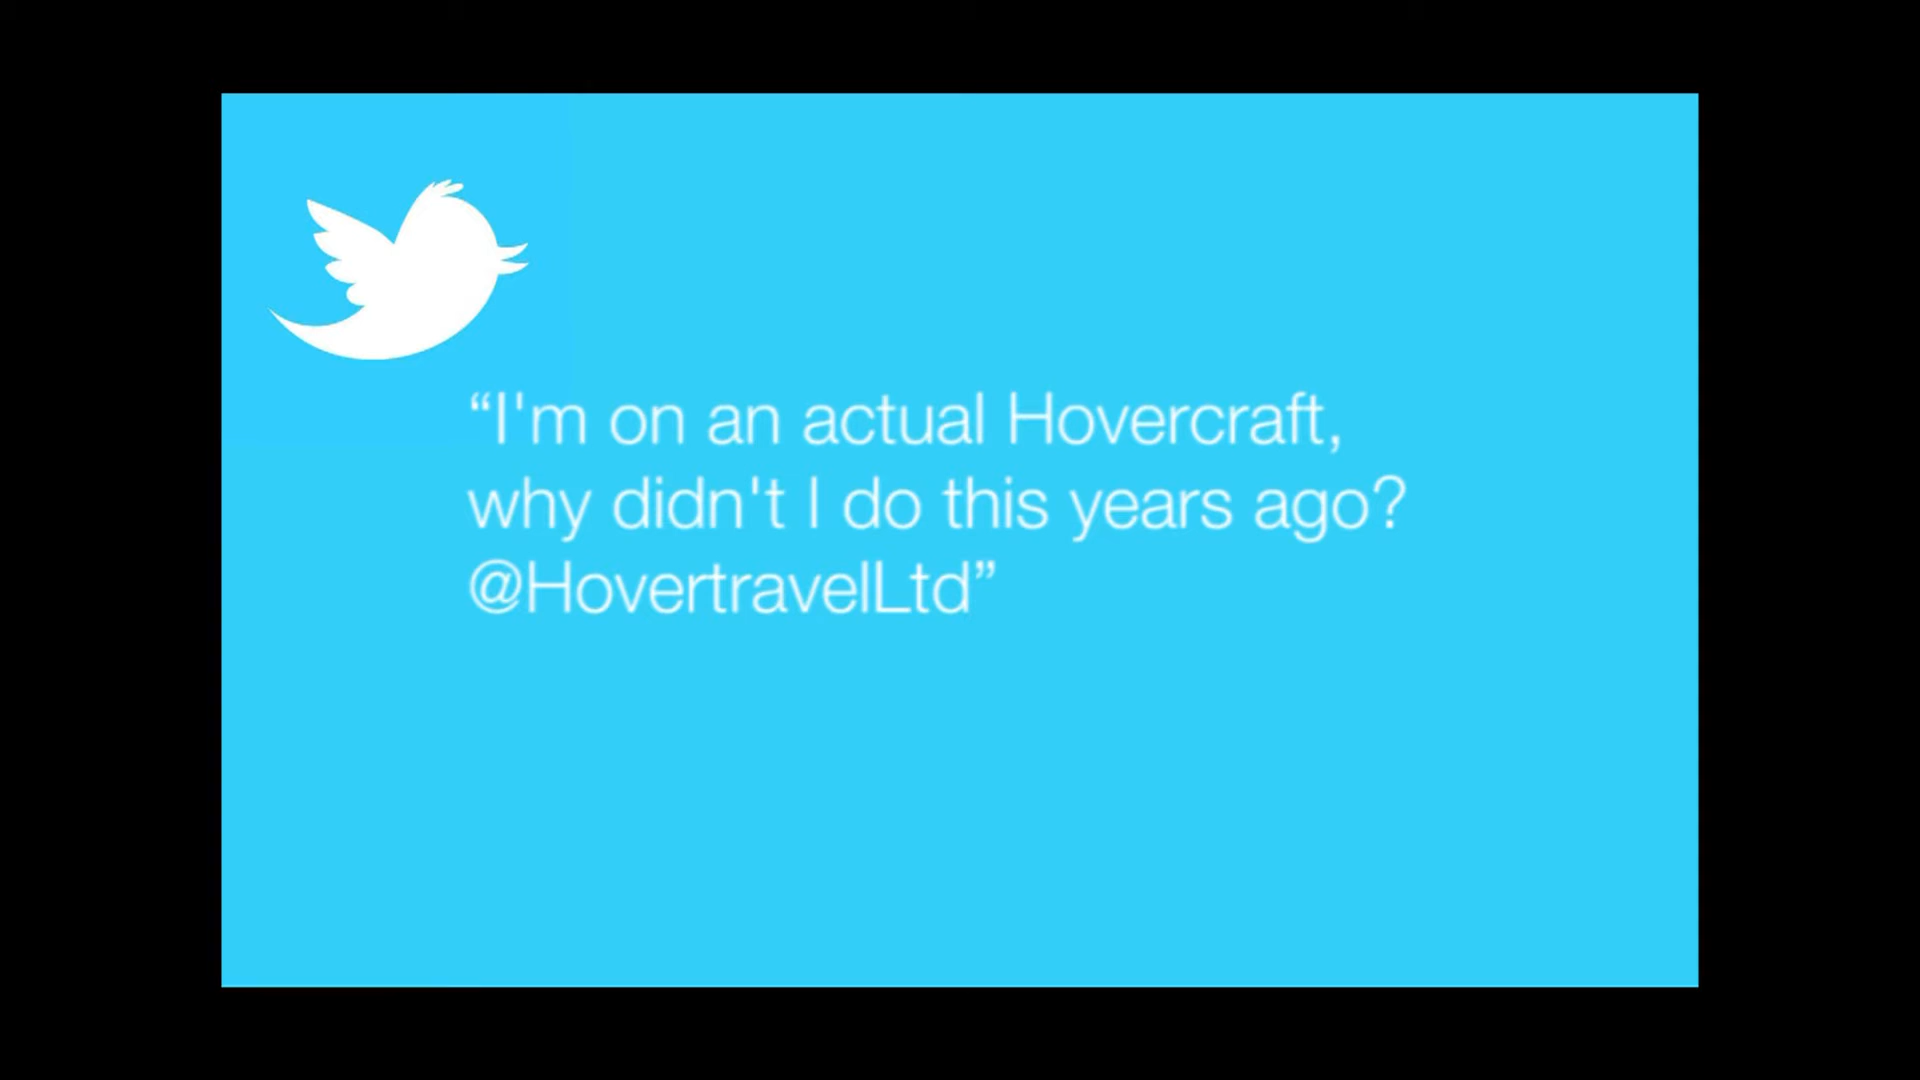 “I'm on an actual Hovercraft,
why didn't I do this years ago?
@HovertravelLtd”